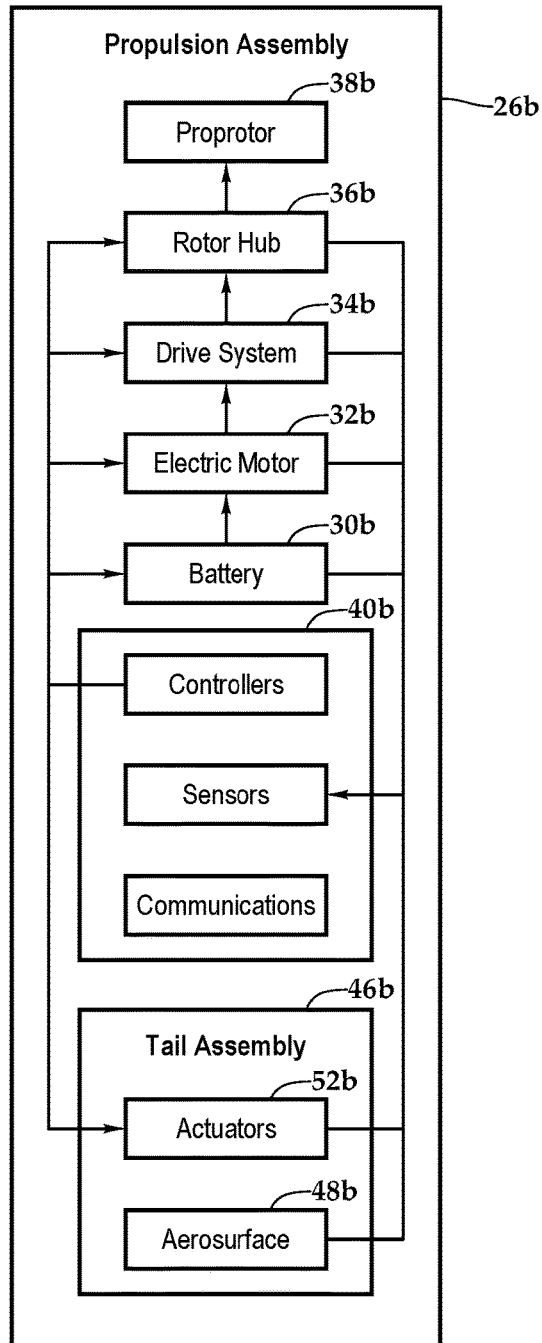 Propulsion Assembly
38b
26b
Proprotor
36b
Rotor Hub
34b
Drive System
32b
Electric Motor
30b
Battery
40b
Controllers
Sensors
Communications
46b
Tail Assembly
52b
Actuators
48b
Aerosurface